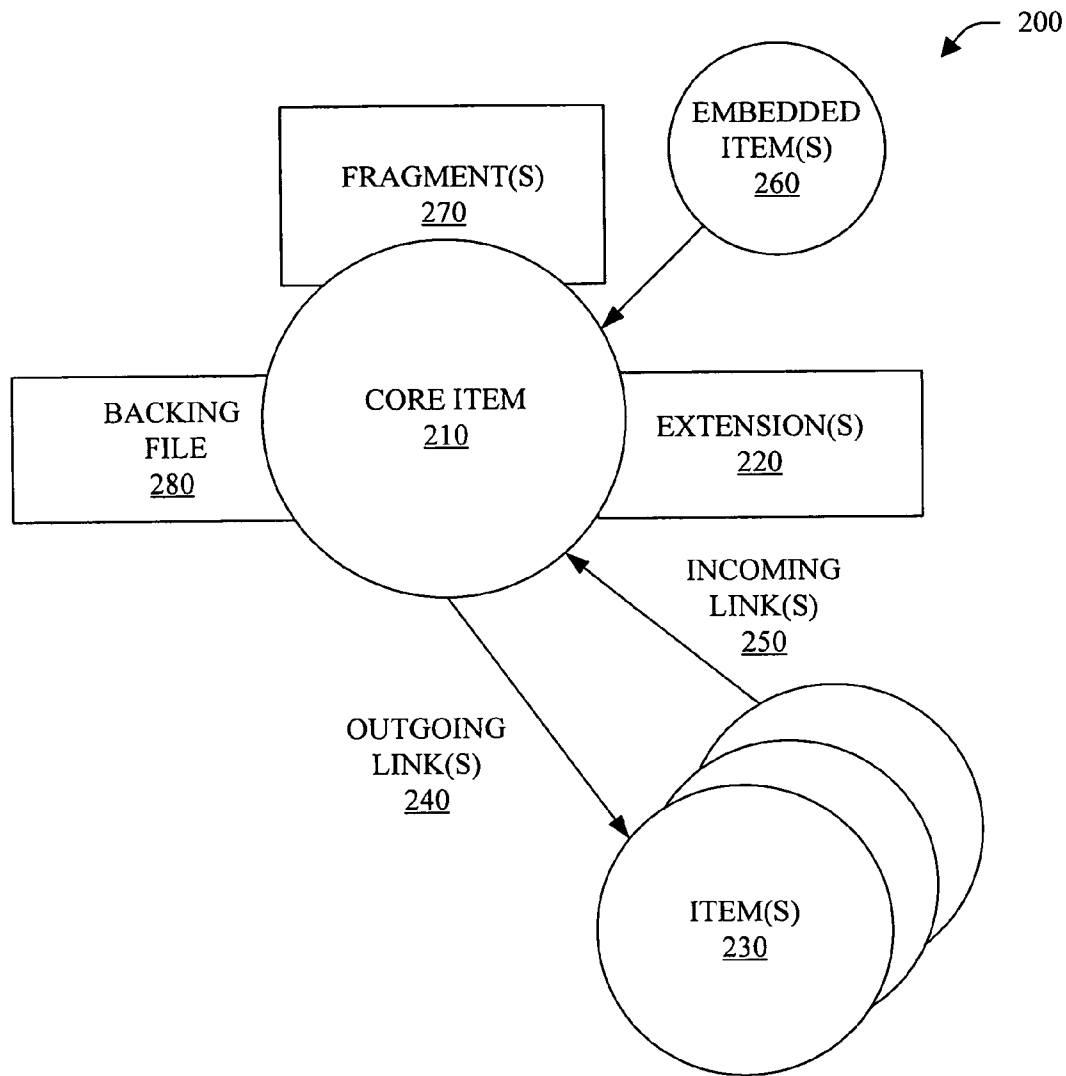 200
EMBEDDED
ITEM(S)
260
FRAGMENT(S)
270
CORE ITEM
210
BACKING
FILE
280
EXTENSION(S)
220
INCOMING
LINK(S)
250
OUTGOING
LINK(S)
240
ITEM(S)
230